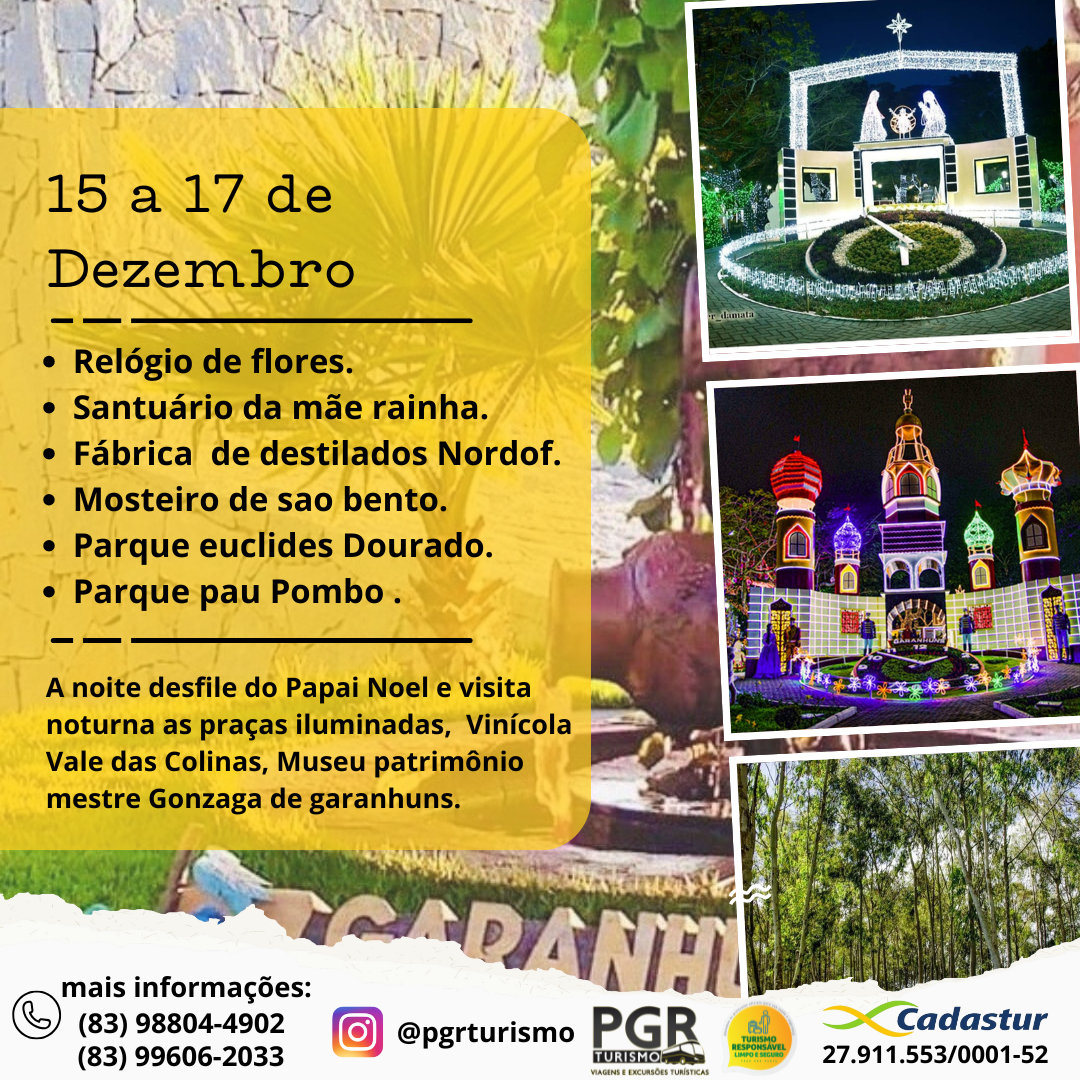 15 a 17 de
Dezembro
Relógio de flores.
Santuário da mãe rainha.
Fábrica de destilados Nordof.
Mosteiro de sao bento.
Parque euclides Dourado.
Parque pau Pombo .
A noite desfile do Papai Noel e visita
noturna as praças iluminadas, Vinícola
Vale das Colinas, Museu patrimônio
mestre Gonzaga de garanhuns.
er_damata
GARANHUNS
12
GARANHU
mais informações:
(83) 98804-4902
(83) 99606-2033
@pgrturismo
PGR
TURISMO
VIAGENS E EXCURSÕES TURÍSTICAS
TURISMO
RESPONSÁVEL
LIMPO E SEGURO
Cadastur
27.911.553/0001-52